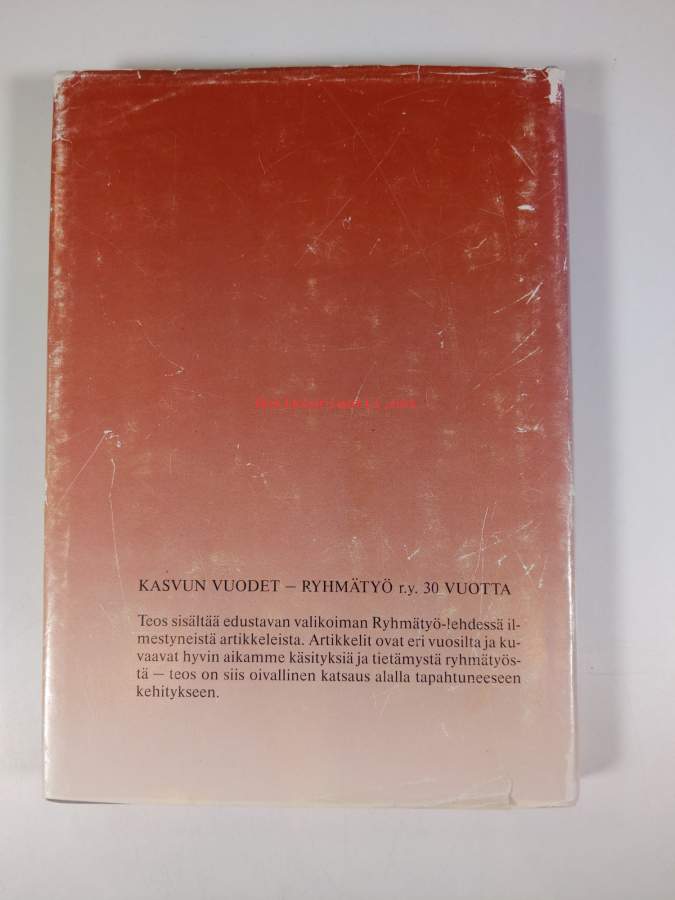 KASVUN VUODET – RYHMÄTYÖ r.y. 30 VUOTTA
Teos sisältää edustavan valikoiman Ryhmätyö-lehdessä il-
mestyneistä artikkeleista. Artikkelit ovat eri vuosilta ja ku-
vaavat hyvin aikamme käsityksiä ja tietämystä ryhmätyös-
tä – teos on siis oivallinen katsaus alalla tapahtuneeseen
kehitykseen.